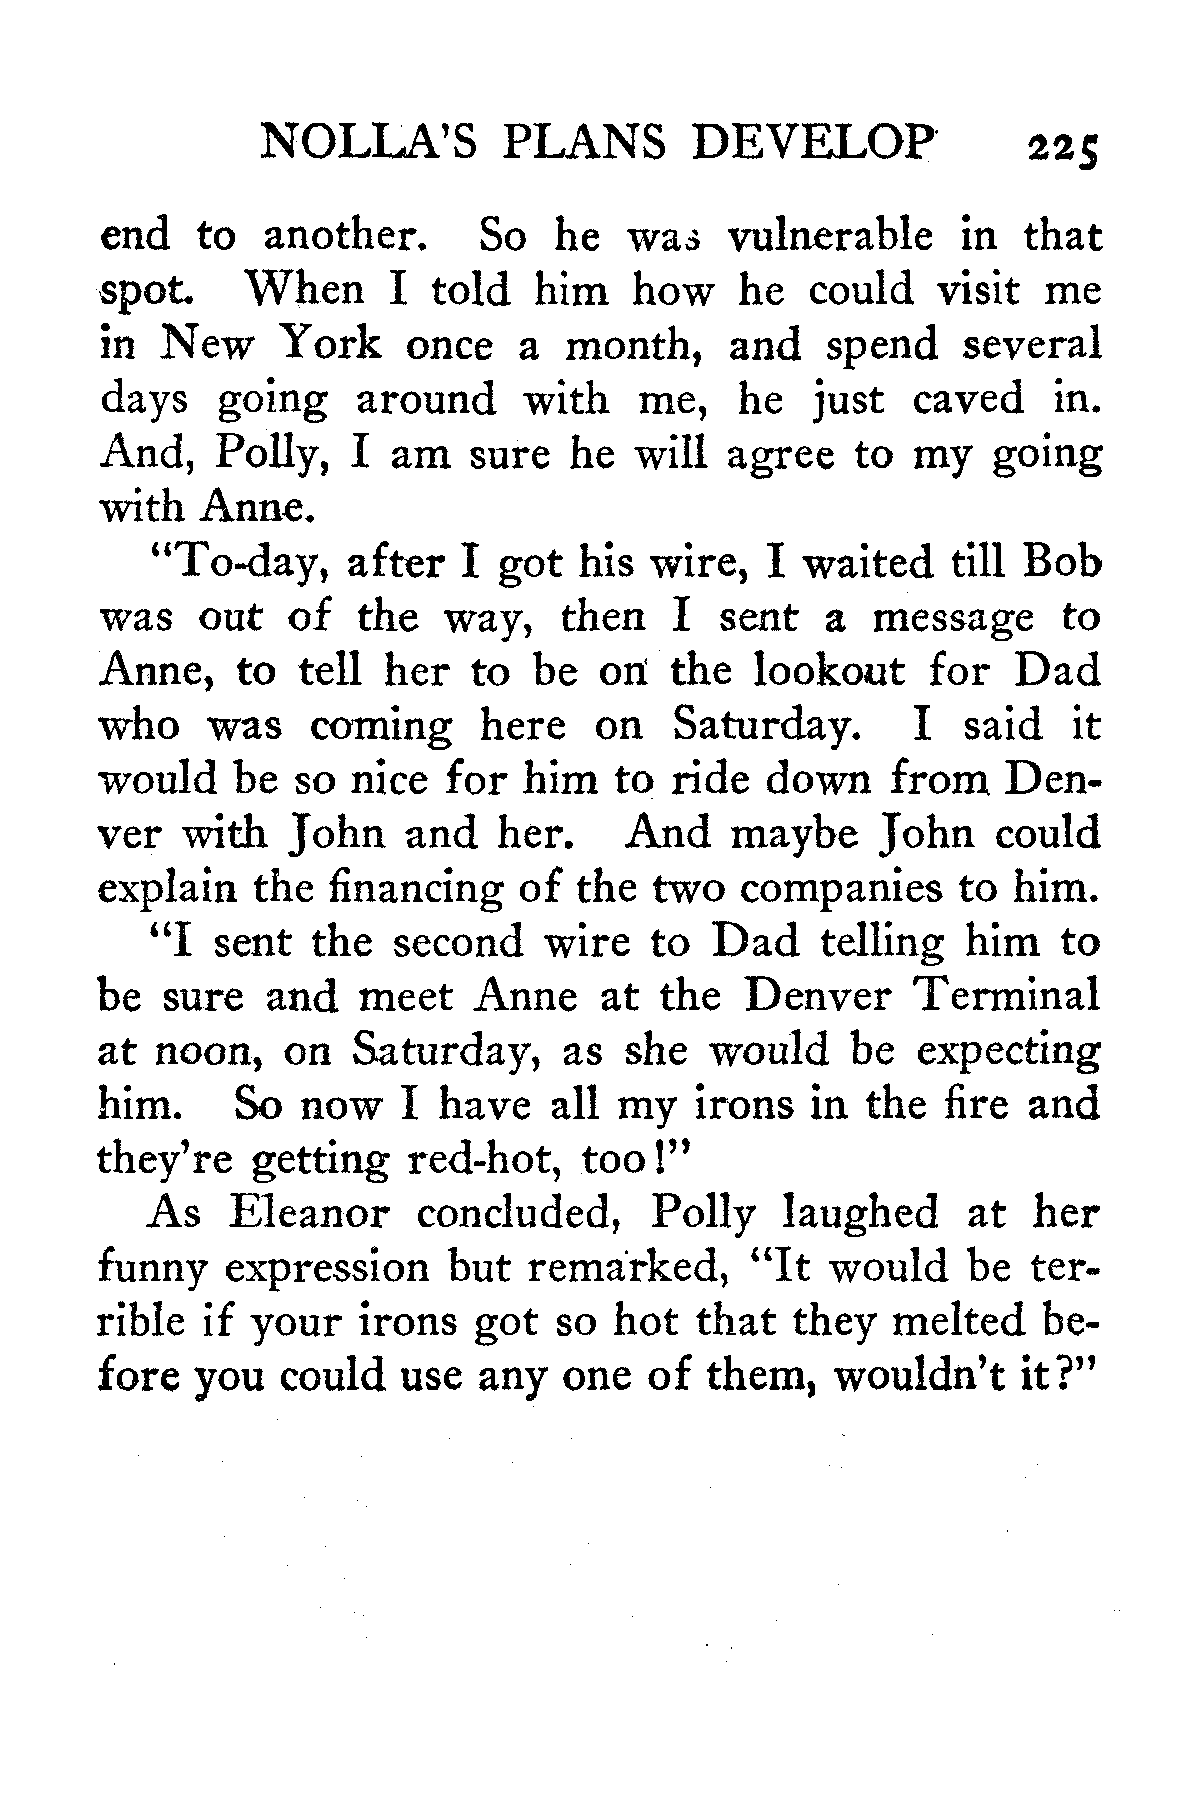 NOLLA'S PLANS DEVELOP 225
end to another. So he was vulnerable in that
spot. When I told him how he could visit me
in New York once a month, and spend several
days going around with me, he just caved in.
And, Polly, I am sure he will agree to my going
with Anne.
"To-day, after I got his wire, I waited till Bob
was out of the way, then I sent a message to
Anne, to tell her to be on the lookout for Dad
who was coming here on Saturday. I said it
would be so nice for him to ride down from Den-
ver with John and her. And maybe John could
explain the financing of the two companies to him.
"I sent the second wire to Dad telling him to
be sure and meet Anne at the Denver Terminal
at noon, on Saturday, as she would be expecting
him. So now I have all my irons in the fire and
they're getting red-hot, too!"
As Eleanor concluded, Polly laughed at her
funny expression but remarked, "It would be ter-
rible if your irons got so hot that they melted be-
fore you could use any one of them, wouldn't it?"